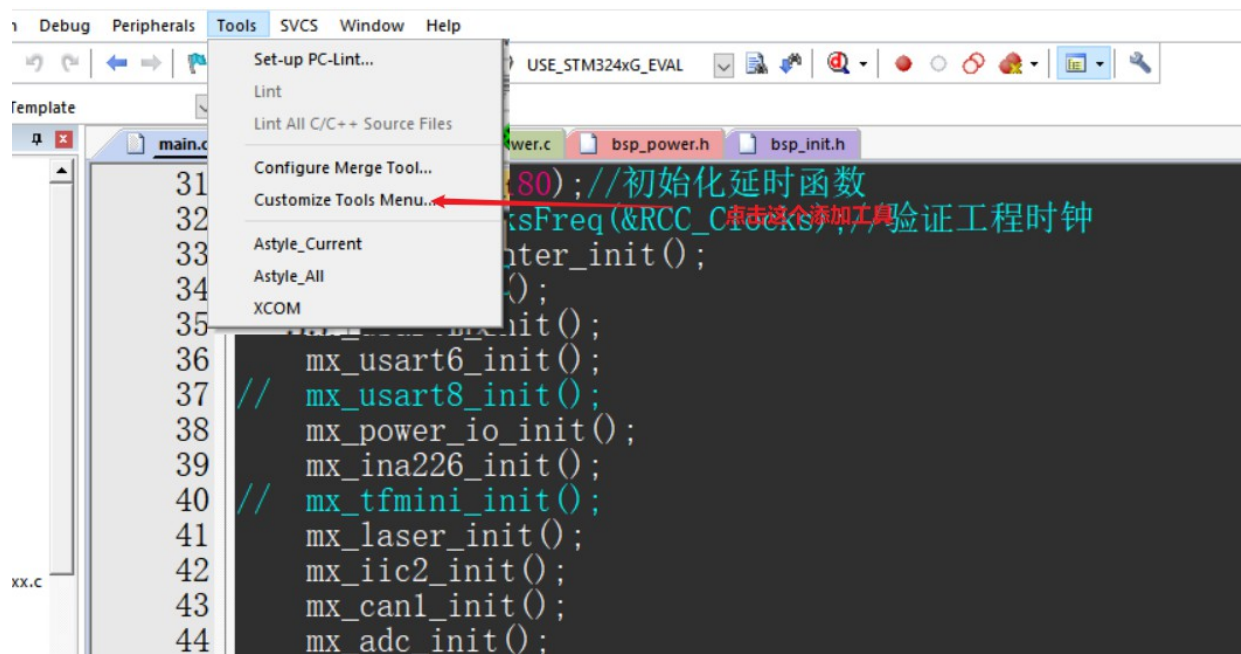 Debug Peripherals Tools SVCS Window Help
Set-up PC-Lint...
USE_STM324xG_EVAL
Lint
Template
Lint All C/C++ Source Files
main.c
wer.c
bsp_power.h
bsp_init.h
Configure Merge Tool...
31 80);//初始化延时函数
Customize Tools Menu...
点击这个添加工具
32 ksFreq(&RCC_Clocks);//验证工程时钟
Astyle_Current
33 nter_init();
Astyle_All
34 ();
XCOM
35 init();
36 mx_usart6_init();
37 // mx_usart8_init();
38 mx_power_io_init();
39 mx_ina226_init();
40 // mx_tfmini_init();
41 mx_laser_init();
xx.c
42 mx_iic2_init();
43 mx_can1_init();
44 mx_adc_init();